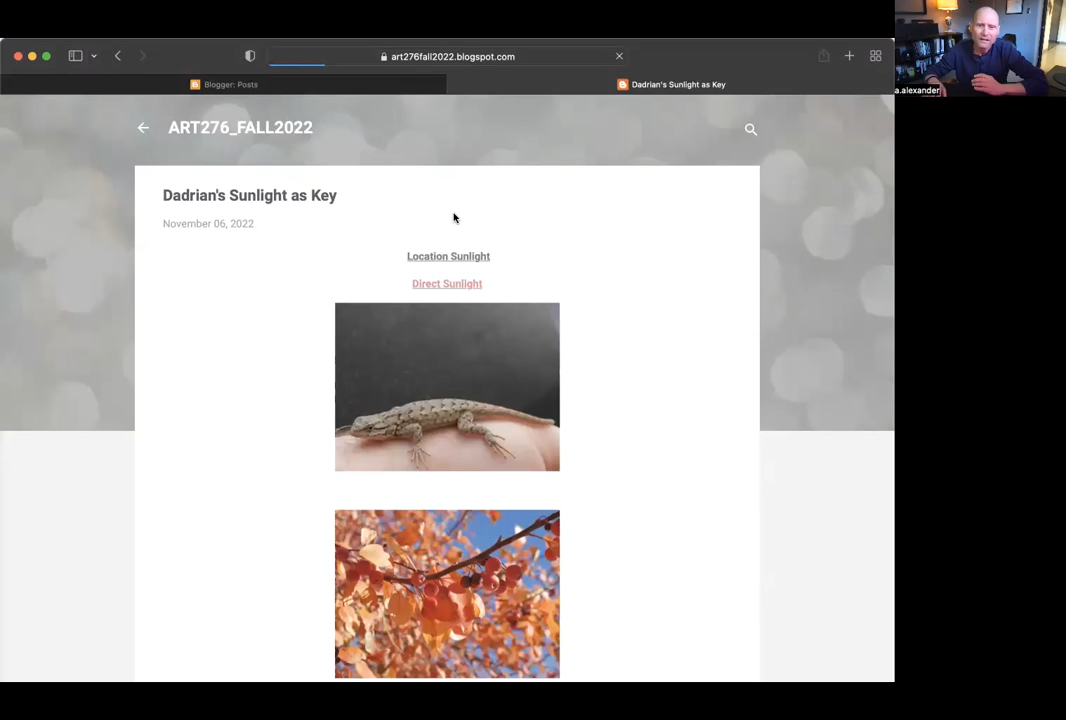 art276fall2022.blogspot.com
Blogger: Posts
Dadrian's Sunlight as Key
a.alexander
ART276_FALL2022
Dadrian's Sunlight as Key
November 06, 2022
Location Sunlight
Direct Sunlight